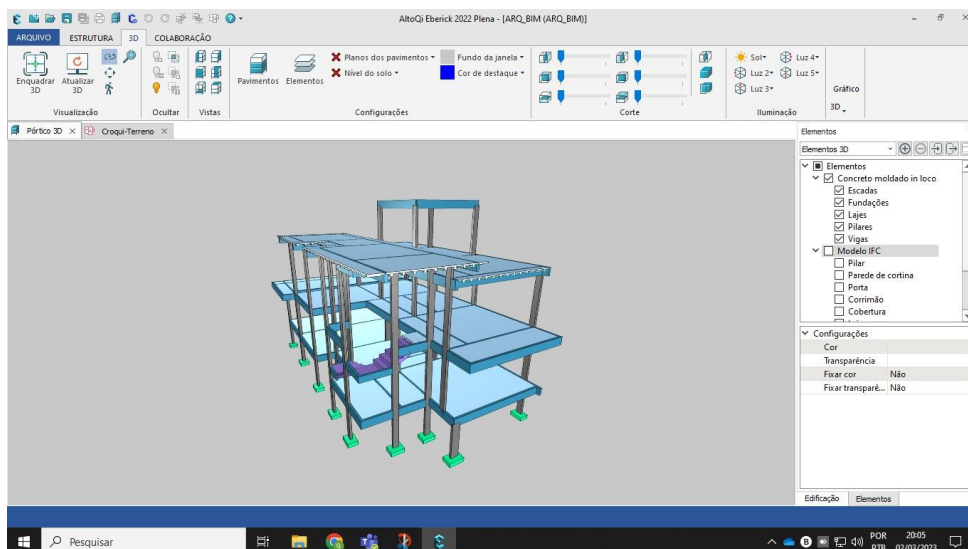 AltoQi Eberick 2022 Plena - [ARQ_BIM (ARQ_BIM)]
ARQUIVO ESTRUTURA 3D COLABORAÇÃO
Enquadrar 3D
Atualizar 3D
Visualização
Ocultar
Vistas
Pavimentos
Elementos
Planos dos pavimentos
Nível do solo
Fundo da janela
Cor de destaque
Configurações
Corte
Sol
Luz 2
Luz 3
Luz 4
Luz 5
Iluminação
Gráfico
3D
Pórtico 3D
Croqui-Terreno
Elementos
Elementos 3D
Elementos
Concreto moldado in loco
Escadas
Fundações
Lajes
Pilares
Vigas
Modelo IFC
Pilar
Parede de cortina
Porta
Corrimão
Cobertura
Configurações
Cor
Transparência
Fixar cor Não
Fixar transparê... Não
Edificação Elementos
Pesquisar
POR
PTB
20:05
02/03/2023